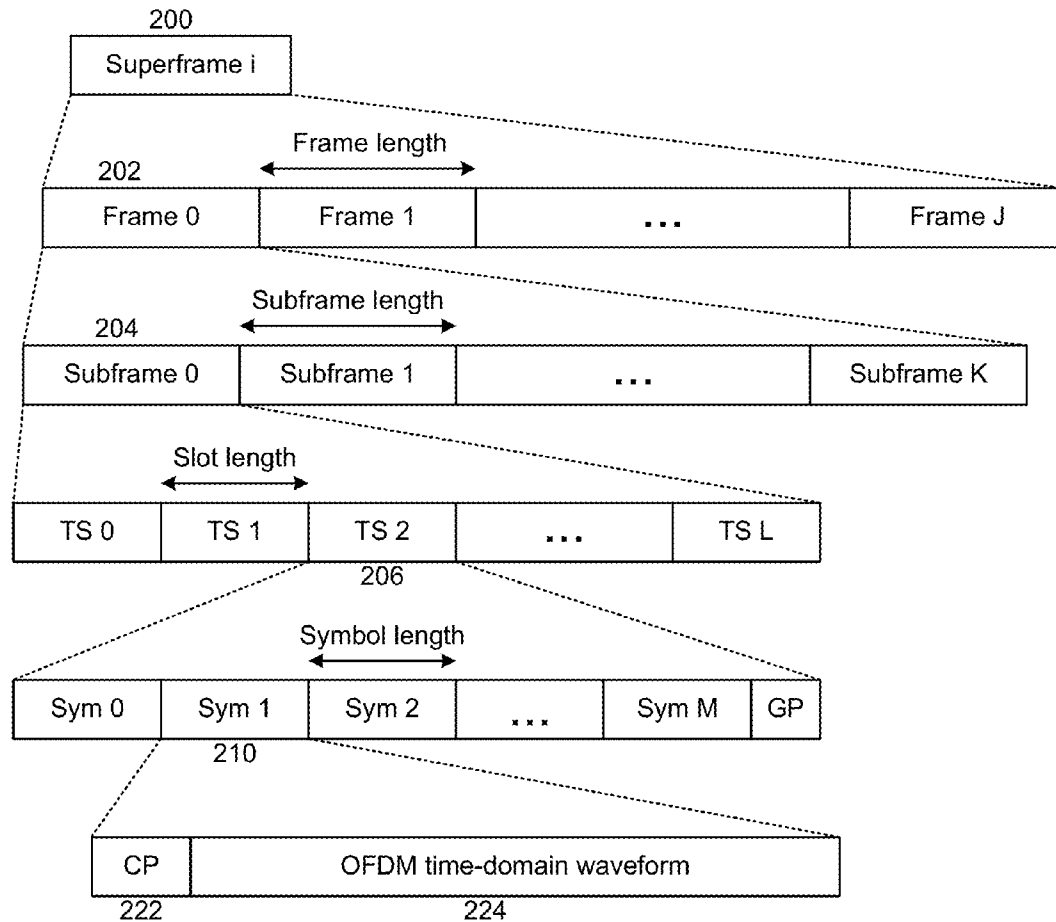 200
Superframe i
Frame length
202
Frame 0 Frame 1 ... Frame J
Subframe length
204
Subframe 0 Subframe 1 ... Subframe K
Slot length
TS 0 TS 1 TS 2 ... TS L
206
Symbol length
Sym 0 Sym 1 Sym 2 ... Sym M GP
210
CP OFDM time-domain waveform
222 224